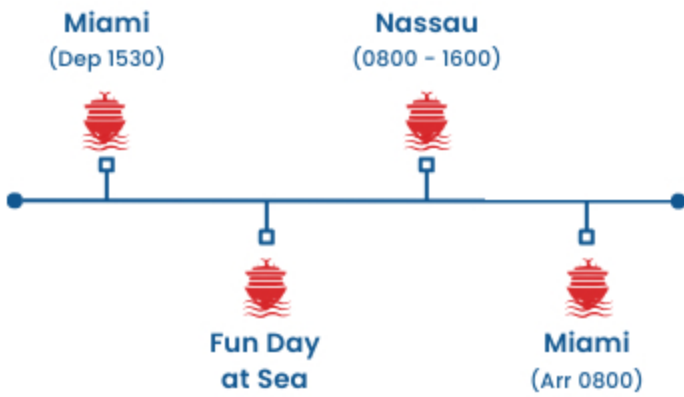 Miami
(Dep 1530)
Nassau
(0800 - 1600)
Fun Day
at Sea
Miami
(Arr 0800)